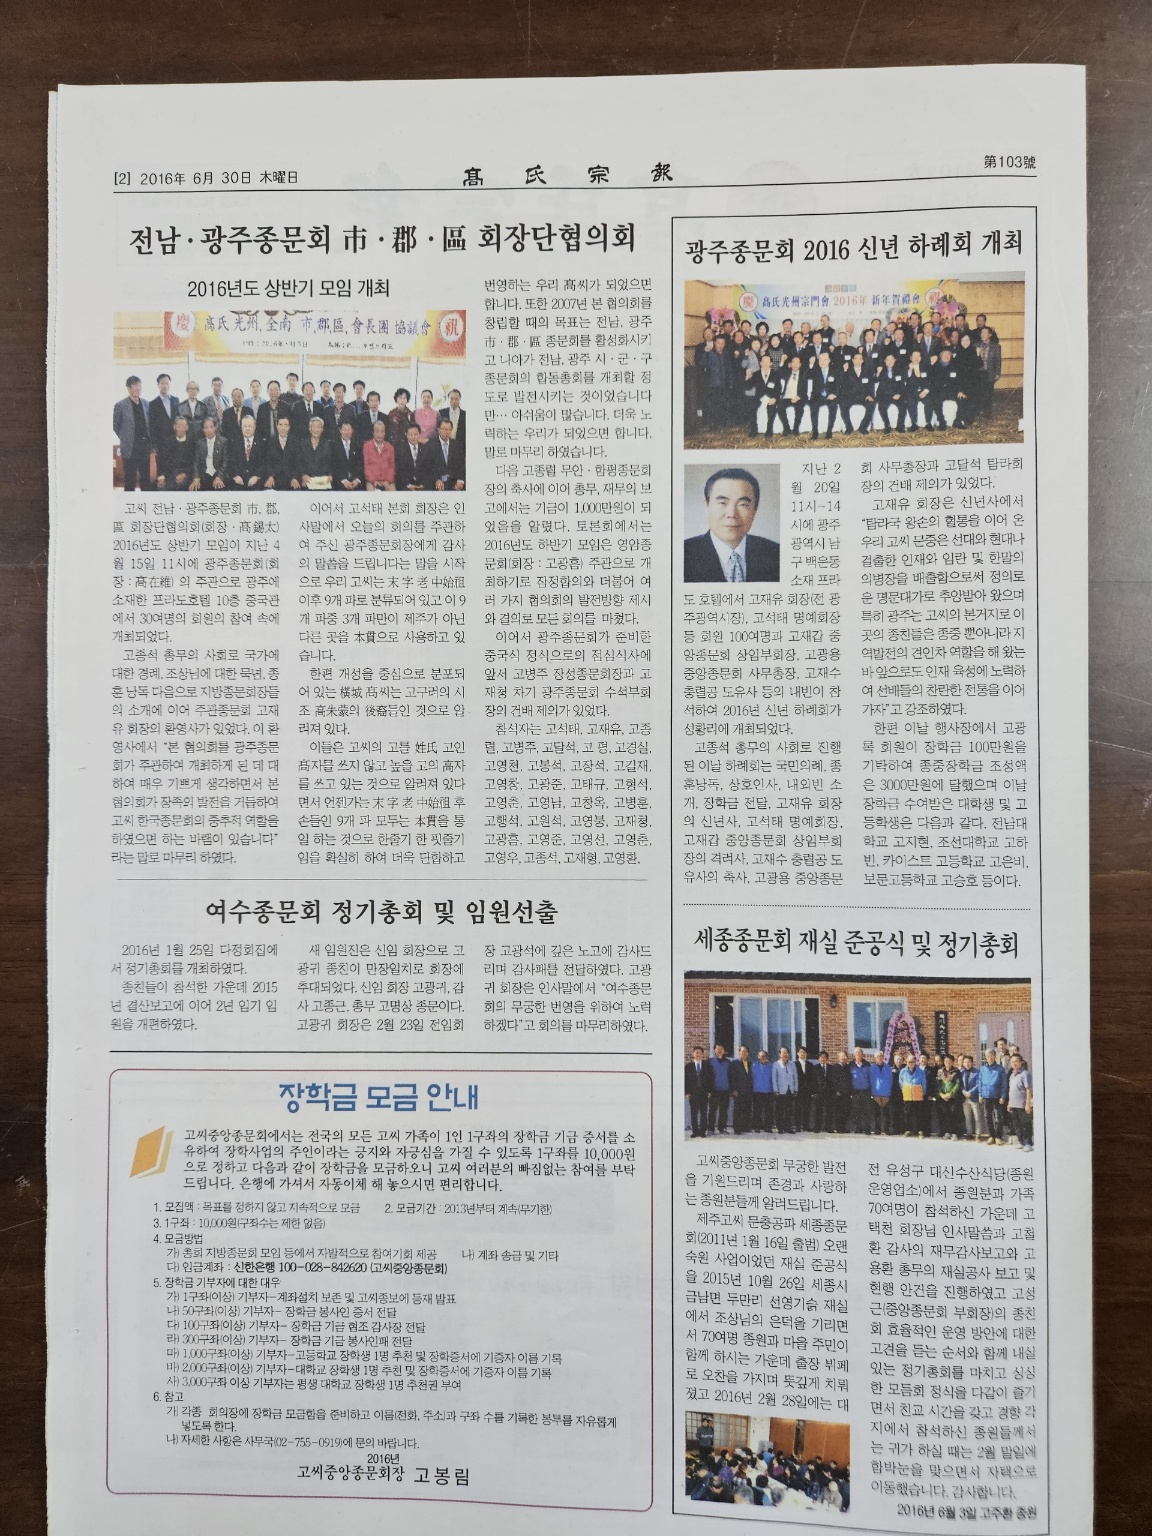 [2] 2016年 6月 30日 木曜日
髙 氏 宗 報
第103號
전남·광주종문회 市·郡·區 회장단협의회
2016년도 상반기 모임 개최
慶 髙氏光州,全南 市,郡,區,會長團 協議會 祝
고씨 전남·광주종문회 市, 郡,
區 회장단협의회(회장·髙錫太)
2016년도 상반기 모임이 지난 4
월 15일 11시에 광주종문회(회
장:髙在維)의 주관으로 광주에
소재한 프라도호텔 10층 중국관
에서 30여명의 회원의 참여 속에
개최되었다.
고종석 총무의 사회로 국가에
대한 경례, 조상님에 대한 묵념, 종
훈 낭독 다음으로 지방종문회장들
의 소개에 이어 주관종문회 고재
유 회장의 환영사가 있었다. 이 환
영사에서 "본 협의회를 광주종문
회가 주관하여 개최하게 된 데 대
하여 매우 기쁘게 생각하면서 본
협의회가 장족의 발전을 거듭하여
고씨 한국종문회의 중추적 역할을
하였으면 하는 바램이 있습니다"
라는 말로 마무리 하였다.
이어서 고석태 본회 회장은 인
사말에서 오늘의 회의를 주관하
여 주신 광주종문회장에게 감사
의 말씀을 드립니다는 말을 시작
으로 우리 고씨는 末字 老 中始祖
이후 9개 파로 분류되어 있고 이 9
개 파중 3개 파만이 제주가 아닌
다른 곳을 本貫으로 사용하고 있
습니다.
한편 개성을 중심으로 분포되
어 있는 橫城 髙씨는 고구려의 시
조 高朱蒙의 後裔들인 것으로 알
려져 있다.
이들은 고씨의 고를 姓氏 고인
髙자를 쓰지 않고 높을 고의 高자
를 쓰고 있는 것으로 알려져 있다
면서 언젠가는 末 字 老 中始祖 후
손들인 9개 파 모두는 本貫을 통
일 하는 것으로 한줄기 한 핏줄기
임을 확실히 하여 더욱 단합하고
번영하는 우리 髙씨가 되었으면
합니다. 또한 2007년 본 협의회를
창립할 때의 목표는 전남, 광주
市·郡·區 종문회를 활성화시키
고 나아가 전남, 광주 시·군·구
종문회의 합동총회를 개최할 정
도로 발전시키는 것이었습니다
만… 아쉬움이 많습니다. 더욱 노
력하는 우리가 되었으면 합니다.
말로 마무리 하였습니다.
다음 고종립 무안·함평종문회
장의 축사에 이어 총무, 재무의 보
고에서는 기금이 1,000만원이 되
었음을 알렸다. 토론회에서는
2016년도 하반기 모임은 영암종
문회(회장:고광흠) 주관으로 개
최하기로 잠정합의와 더불어 여
러 가지 협의회의 발전방향 제시
와 결의로 모든 회의를 마쳤다.
이어서 광주종문회가 준비한
중국식 정식으로의 점심식사에
앞서 고병주 장성종문회장과 고
재형 차기 광주종문회 수석부회
장의 건배 제의가 있었다.
참석자는 고석태, 고재유, 고종
렬, 고병주, 고달석, 고 평, 고경실,
고영천, 고봉석, 고장석, 고길재,
고영창, 고광준, 고태규, 고형석,
고영춘, 고영남, 고창옥, 고병훈,
고행석, 고원석, 고영봉, 고재형,
고광흠, 고영준, 고영선, 고영춘,
고영우, 고종석, 고재형, 고영환.
여수종문회 정기총회 및 임원선출
2016년 1월 25일 다정회집에
서 정기총회를 개최하였다.
종친들이 참석한 가운데 2015
년 결산보고에 이어 2년 임기 임
원을 개편하였다.
새 임원진은 신임 회장으로 고
광귀 종친이 만장일치로 회장에
추대되었다. 신임 회장 고광귀, 감
사 고종근, 총무 고명상 종문이다.
고광귀 회장은 2월 23일 전임회
장 고광석에 깊은 노고에 감사드
리며 감사패를 전달하였다. 고광
귀 회장은 인사말에서 "여수종문
회의 무궁한 번영을 위하여 노력
하겠다"고 회의를 마무리하였다.
장학금 모금 안내
고씨중앙종문회에서는 전국의 모든 고씨 가족이 1인 1구좌의 장학금 기금 증서를 소
유하여 장학사업의 주인이라는 긍지와 자긍심을 가질 수 있도록 1구좌를 10,000원
으로 정하고 다음과 같이 장학금을 모금하오니 고씨 여러분의 빠짐없는 참여를 부탁
드립니다. 은행에 가셔서 자동이체 해 놓으시면 편리합니다.
1. 모집액 : 목표를 정하지 않고 지속적으로 모금 2. 모금기간 : 2013년부터 계속(무기한)
3. 1구좌 : 10,000원(구좌수는 제한 없음)
4. 모금방법
가) 총회 지방종문회 모임 등에서 자발적으로 참여기회 제공 나) 계좌 송금 및 기타
다) 입금계좌 : 신한은행 100-028-842620 (고씨중앙종문회)
5. 장학금 기부자에 대한 대우
가) 1구좌(이상) 기부자-계좌설치 보존 및 고씨종보에 등재 발표
나) 50구좌(이상) 기부자- 장학금 봉사인 증서 전달
다) 100구좌(이상) 기부자- 장학금 기금 협조 감사장 전달
라) 300구좌(이상) 기부자- 장학금 기금 봉사인패 전달
마) 1,000구좌(이상) 기부자-고등학교 장학생 1명 추천 및 장학증서에 기증자 이름 기록
바) 2,000구좌(이상) 기부자-대학교 장학생 1명 추천 및 장학증서에 기증자 이름 기록
사) 3,000구좌 이상 기부자는 평생 대학교 장학생 1명 추천권 부여
6. 참고
가) 각종 회의장에 장학금 모금함을 준비하고 이름(전화, 주소)과 구좌 수를 기록한 봉투를 자유롭게
넣도록 한다.
나) 자세한 사항은 사무국(02-755-0919)에 문의 바랍니다.
2016년
고씨중앙종문회장 고봉림
광주종문회 2016 신년 하례회 개최
慶 髙氏光州宗門會 2016年 新年賀禮會 祝
지난 2
월 20일
11시~14
시에 광주
광역시 남
구 백운동
소재 프라
도 호텔에서 고재유 회장(전 광
주광역시장), 고석태 명예회장
등 회원 100여명과 고재갑 중
앙종문회 상임부회장, 고광용
중앙종문회 사무총장, 고재수
충렬공 도유사 등의 내빈이 참
석하여 2016년 신년 하례회가
성황리에 개최되었다.
고종석 총무의 사회로 진행
된 이날 하례회는 국민의례, 종
훈낭독, 상호인사, 내외빈 소
개, 장학금 전달, 고재유 회장
의 신년사, 고석태 명예회장,
고재갑 중앙종문회 상임부회
장의 격려사, 고재수 충렬공 도
유사의 축사, 고광용 중앙종문
회 사무총장과 고달석 탑라회
장의 건배 제의가 있었다.
고재유 회장은 신년사에서
"탐라국 왕손의 혈통을 이어 온
우리 고씨 문중은 선대와 현대나
걸출한 인재와 임란 및 한말의
의병장을 배출함으로써 정의로
운 명문대가로 추앙받아 왔으며
특히 광주는 고씨의 본거지로 이
곳의 종친들은 종중 뿐아니라 지
역발전의 견인차 역할을 해 왔는
바 앞으로도 인재 육성에 노력하
여 선배들의 찬란한 전통을 이어
가자"고 강조하였다.
한편 이날 행사장에서 고광
록 회원이 장학금 100만원을
기탁하여 종중장학금 조성액
은 3000만원에 달했으며 이날
장학금 수여받은 대학생 및 고
등학생은 다음과 같다. 전남대
학교 고지현, 조선대학교 고하
빈, 카이스트 고등학교 고은비,
보문고등학교 고승호 등이다.
세종종문회 재실 준공식 및 정기총회
고씨중앙종문회 무궁한 발전
을 기원드리며 존경과 사랑하
는 종원분들께 알려드립니다.
제주고씨 문충공파 세종종문
회(2011년 1월 16일 출범) 오랜
숙원 사업이었던 재실 준공식
을 2015년 10월 26일 세종시
금남면 두만리 선영기슭 재실
에서 조상님의 은덕을 기리면
서 70여명 종원과 마을 주민이
함께 하시는 가운데 출장 뷔페
로 오찬을 가지며 뜻깊게 치뤄
졌고 2016년 2월 28일에는 대
전 유성구 대신수산식당(종원
운영업소)에서 종원분과 가족
70여명이 참석하신 가운데 고
택천 회장님 인사말씀과 고철
환 감사의 재무감사보고와 고
용환 총무의 재실공사 보고 및
현행 안건을 진행하였고 고성
근(중앙종문회 부회장)의 종친
회 효율적인 운영 방안에 대한
고견을 듣는 순서와 함께 내실
있는 정기총회를 마치고 싱싱
한 모듬회 정식을 다같이 즐기
면서 친교 시간을 갖고 경향 각
지에서 참석하신 종원들께서
는 귀가 하실 때는 2월 말일에
함박눈을 맞으면서 자택으로
이동했습니다. 감사합니다.
2016년 6월 3일 고주환 종원